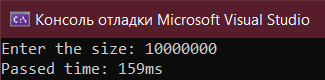 Консоль отладки Microsoft Visual Studio
Enter the size: 10000000
Passed time: 159ms